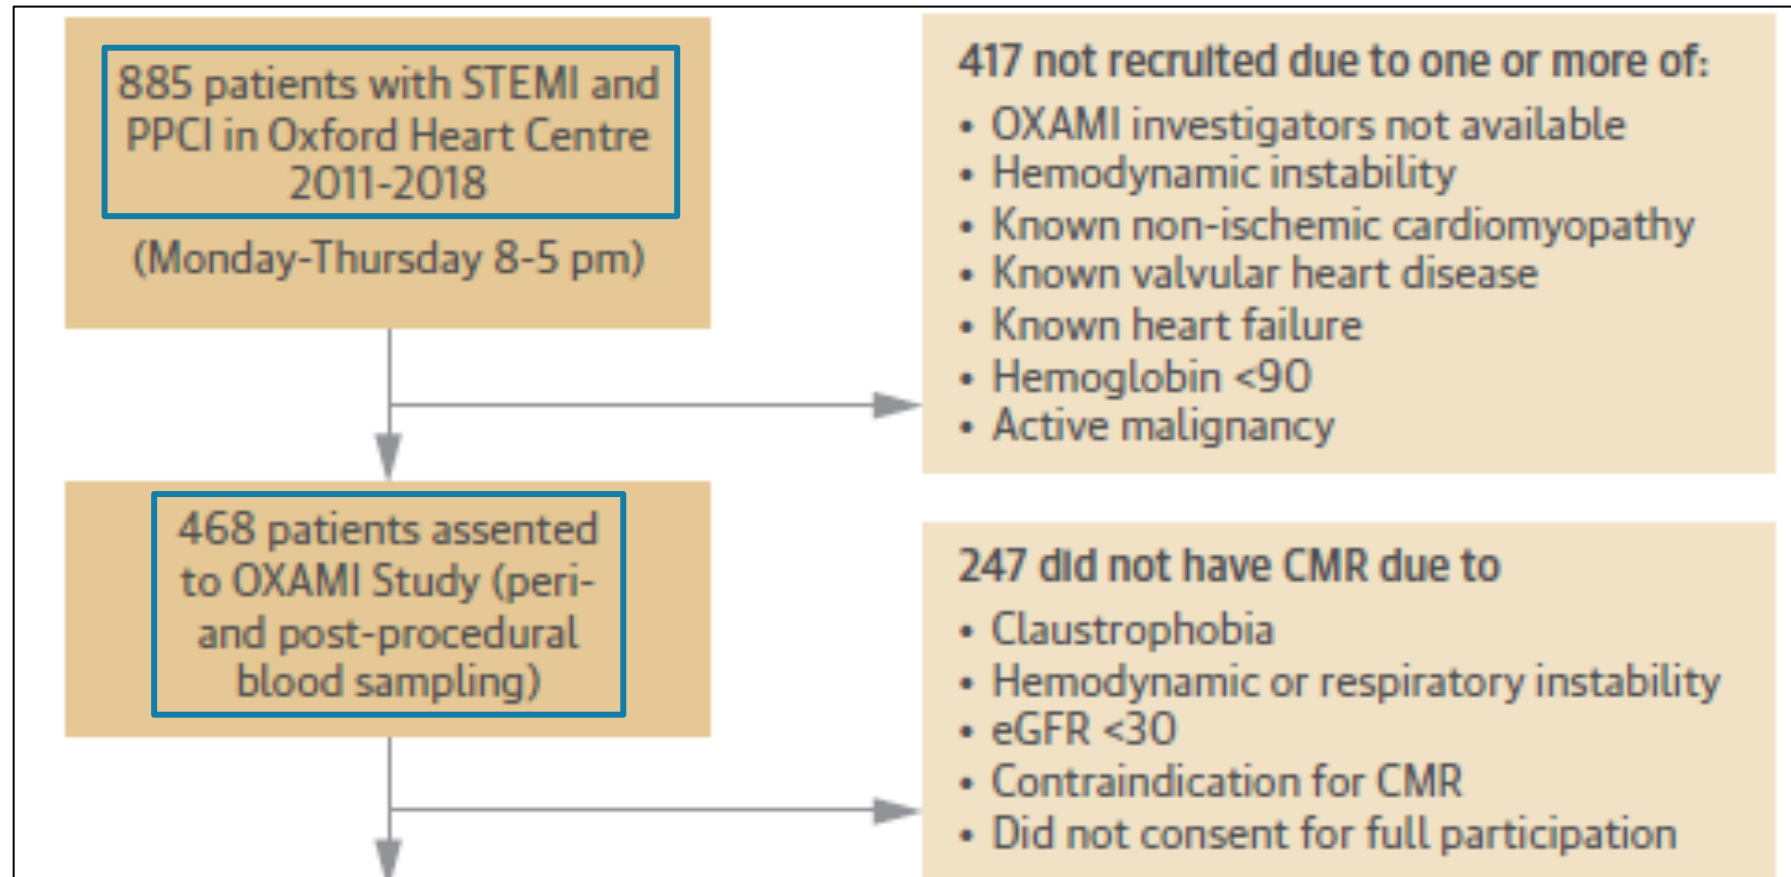 885 patients with STEMI and
PPCI in Oxford Heart Centre
2011-2018
(Monday-Thursday 8-5 pm)
417 not recruited due to one or more of:
• OXAMI investigators not available
• Hemodynamic instability
• Known non-ischemic cardiomyopathy
• Known valvular heart disease
• Known heart failure
• Hemoglobin <90
• Active malignancy
468 patients assented
to OXAMI Study (peri-
and post-procedural
blood sampling)
247 did not have CMR due to
• Claustrophobia
• Hemodynamic or respiratory instability
• eGFR <30
• Contraindication for CMR
• Did not consent for full participation